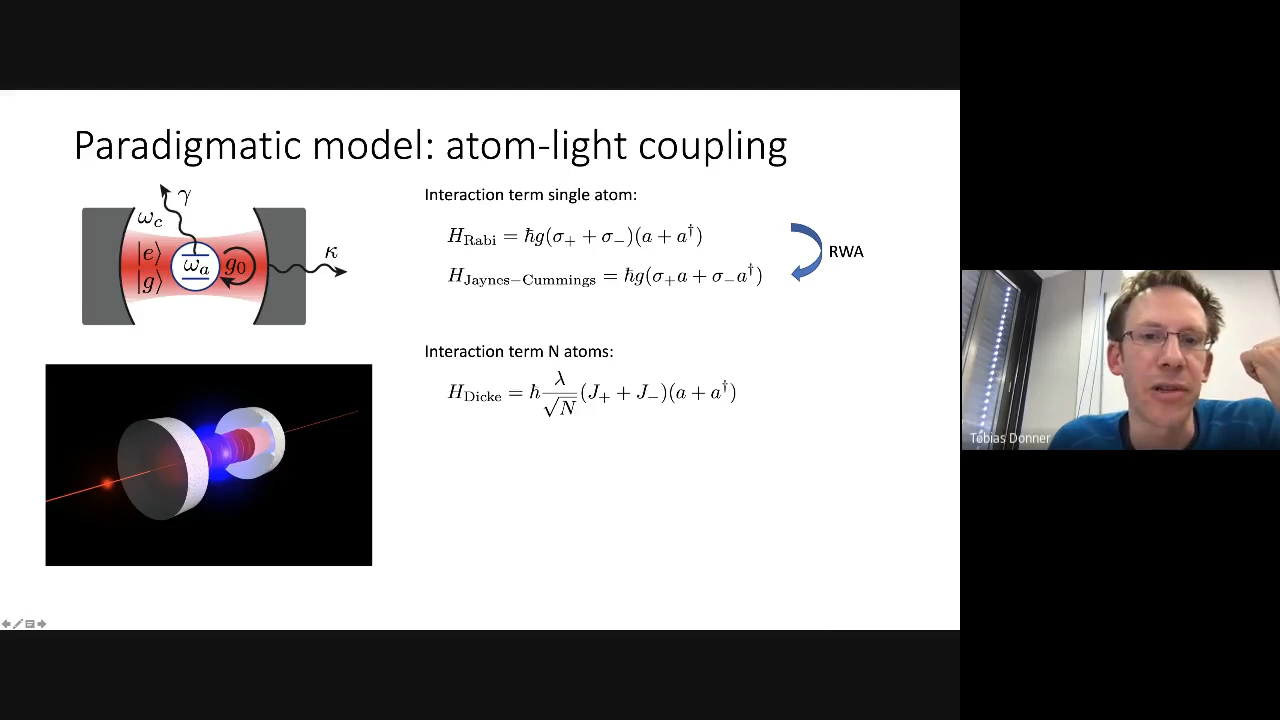 Paradigmatic model: atom-light coupling
γ
ω_c
|e⟩
|g⟩
ω_a
g_0
κ
Interaction term single atom:
H_Rabi = ħg(σ_+ + σ_−)(a + a^†)
H_Jaynes−Cummings = ħg(σ_+a + σ_−a^†)
RWA
Interaction term N atoms:
H_Dicke = ħ λ/√N (J_+ + J_−)(a + a^†)
Tobias Donner